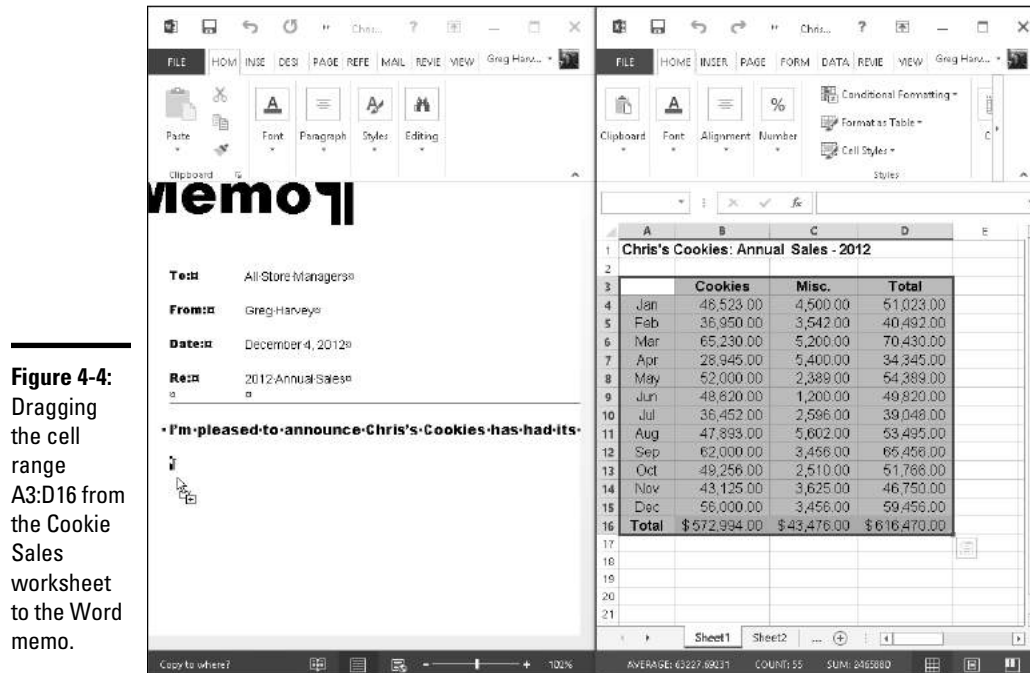 Figure 4-4:
Dragging
the cell
range
A3:D16 from
the Cookie
Sales
worksheet
to the Word
memo.
Chris...
FILE HOM INSE DESI PAGE REFE MAIL REVIE VIEW Greg Harv...
Paste Font Paragraph Styles Editing
Clipboard
Memo¶
To:¤ All·Store·Managers¤
From:¤ Greg·Harvey¤
Date:¤ December·4,·2012¤
Re:¤ 2012·Annual·Sales¤
¤ ¤
I'm·pleased·to·announce·Chris's·Cookies·has·had·its·
Copy to where? 102%
Chris...
FILE HOME INSER PAGE FORM DATA REVIE VIEW Greg Harv...
Clipboard Font Alignment Number
%
Conditional Formatting
Format as Table
Cell Styles
Styles
C
fx
A B C D E
1 Chris's Cookies: Annual Sales - 2012
2
3 Cookies Misc. Total
4 Jan 46,523.00 4,500.00 51,023.00
5 Feb 36,950.00 3,542.00 40,492.00
6 Mar 65,230.00 5,200.00 70,430.00
7 Apr 28,945.00 5,400.00 34,345.00
8 May 52,000.00 2,389.00 54,389.00
9 Jun 48,620.00 1,200.00 49,820.00
10 Jul 36,452.00 2,596.00 39,048.00
11 Aug 47,893.00 5,602.00 53,495.00
12 Sep 62,000.00 3,456.00 65,456.00
13 Oct 49,256.00 2,510.00 51,766.00
14 Nov 43,125.00 3,625.00 46,750.00
15 Dec 56,000.00 3,456.00 59,456.00
16 Total $572,994.00 $43,476.00 $616,470.00
17
18
19
20
21
Sheet1 Sheet2 ...
AVERAGE: 63227.69231 COUNT: 55 SUM: 2465880